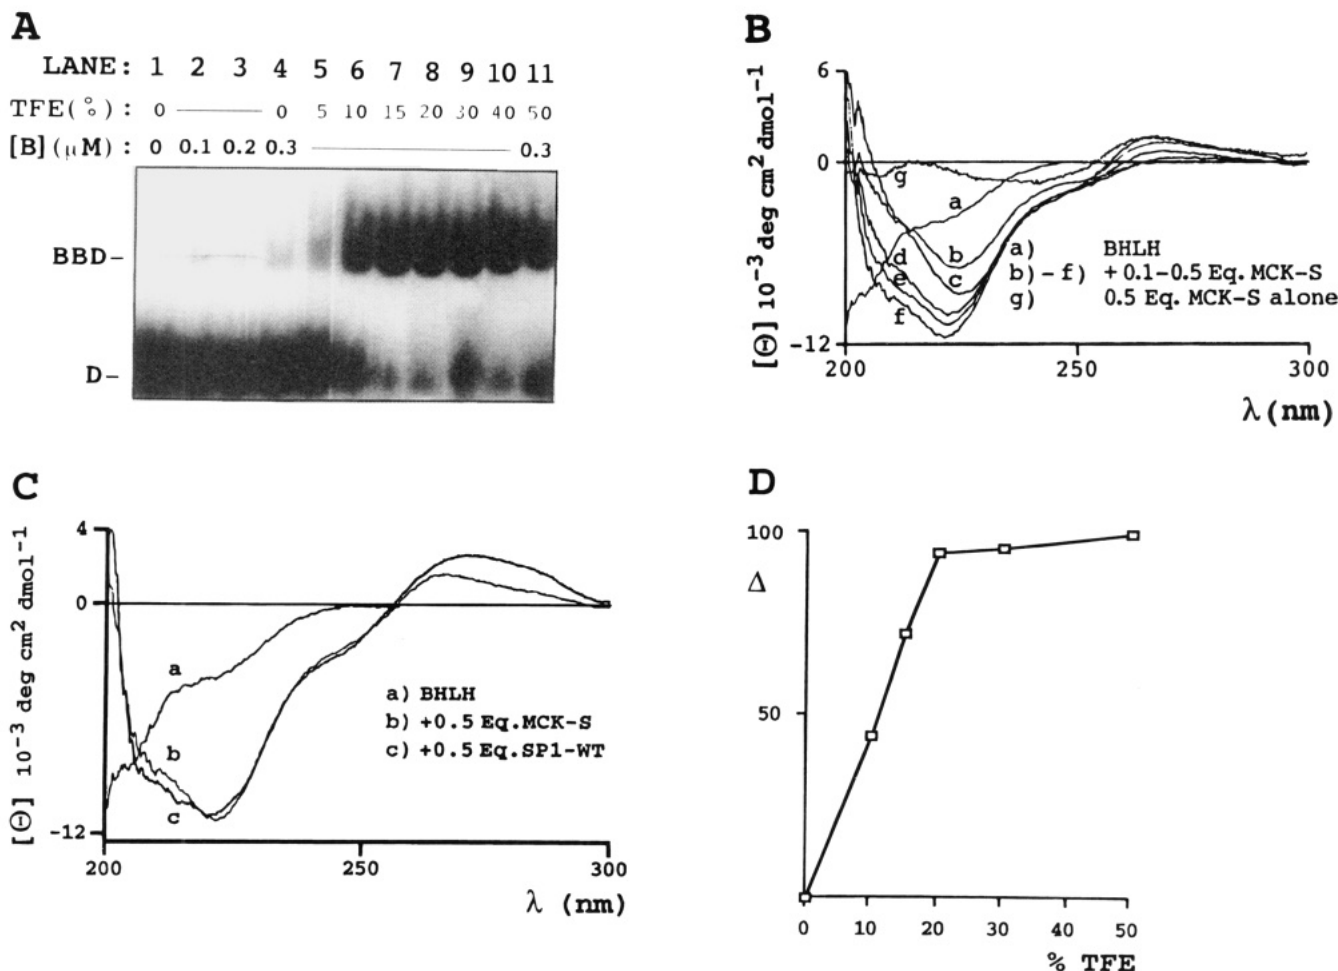 A
LANE: 1 2 3 4 5 6 7 8 9 10 11
TFE(%): 0 0 5 10 15 20 30 40 50
[B](µM): 0 0.1 0.2 0.3 0.3
BBD-
D-
B
[Θ] 10⁻³ deg cm² dmol⁻¹
6
0
-12
200 250 300
λ(nm)
g
a
b
c
d
e
f
a) BHLH
b)-f) + 0.1-0.5 Eq. MCK-S
g) 0.5 Eq. MCK-S alone
C
[Θ] 10⁻³ deg cm² dmol⁻¹
4
0
-12
200 250 300
λ (nm)
a
b
c
a) BHLH
b) +0.5 Eq.MCK-S
c) +0.5 Eq.SP1-WT
D
100
Δ
50
0 10 20 30 40 50
% TFE